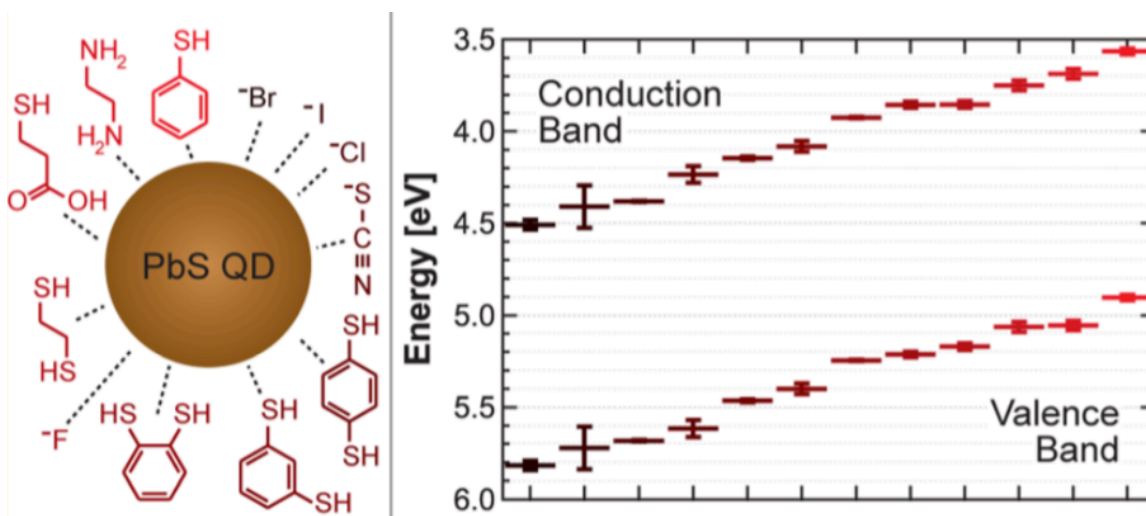 NH₂
H₂N
SH
SH
O
OH
⁻Br
⁻I
⁻Cl
⁻S
C
N
PbS QD
SH
HS
⁻F
HS
SH
SH
SH
SH
SH
Energy [eV]
3.5
4.0
4.5
5.0
5.5
6.0
Conduction
Band
Valence
Band